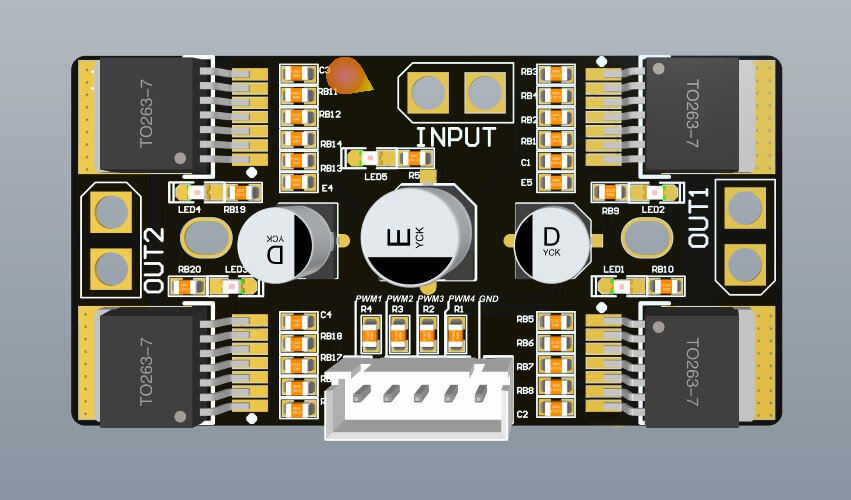 TO263-7
C3
RB11
RB12
RB14
RB13
E4
INPUT
LED5
R5
RB3
RB4
RB2
RB1
C1
E5
TO263-7
LED4
RB19
OUT2
RB20
LED3
D
YCK
E
YCK
D
YCK
RB9
LED2
OUT1
LED1
RB10
PWM1 PWM2 PWM3 PWM4 GND
R4 R3 R2 R1
TO263-7
C4
RB18
RB17
RB5
RB6
RB7
RB8
C2
TO263-7